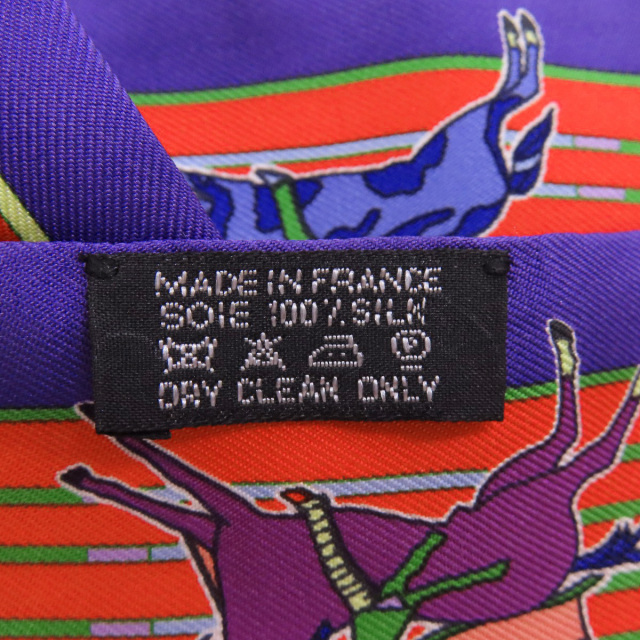 MADE IN FRANCE
SOIE 100% SILK
DRY CLEAN ONLY